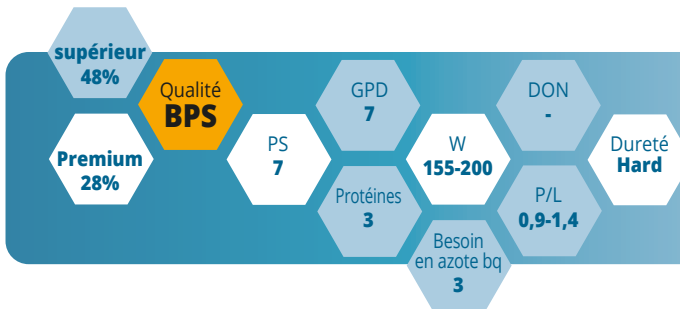 supérieur
48%
Premium
28%
Qualité
BPS
PS
7
GPD
7
Protéines
3
W
155-200
Besoin
en azote bq
3
DON
-
P/L
0,9-1,4
Dureté
Hard